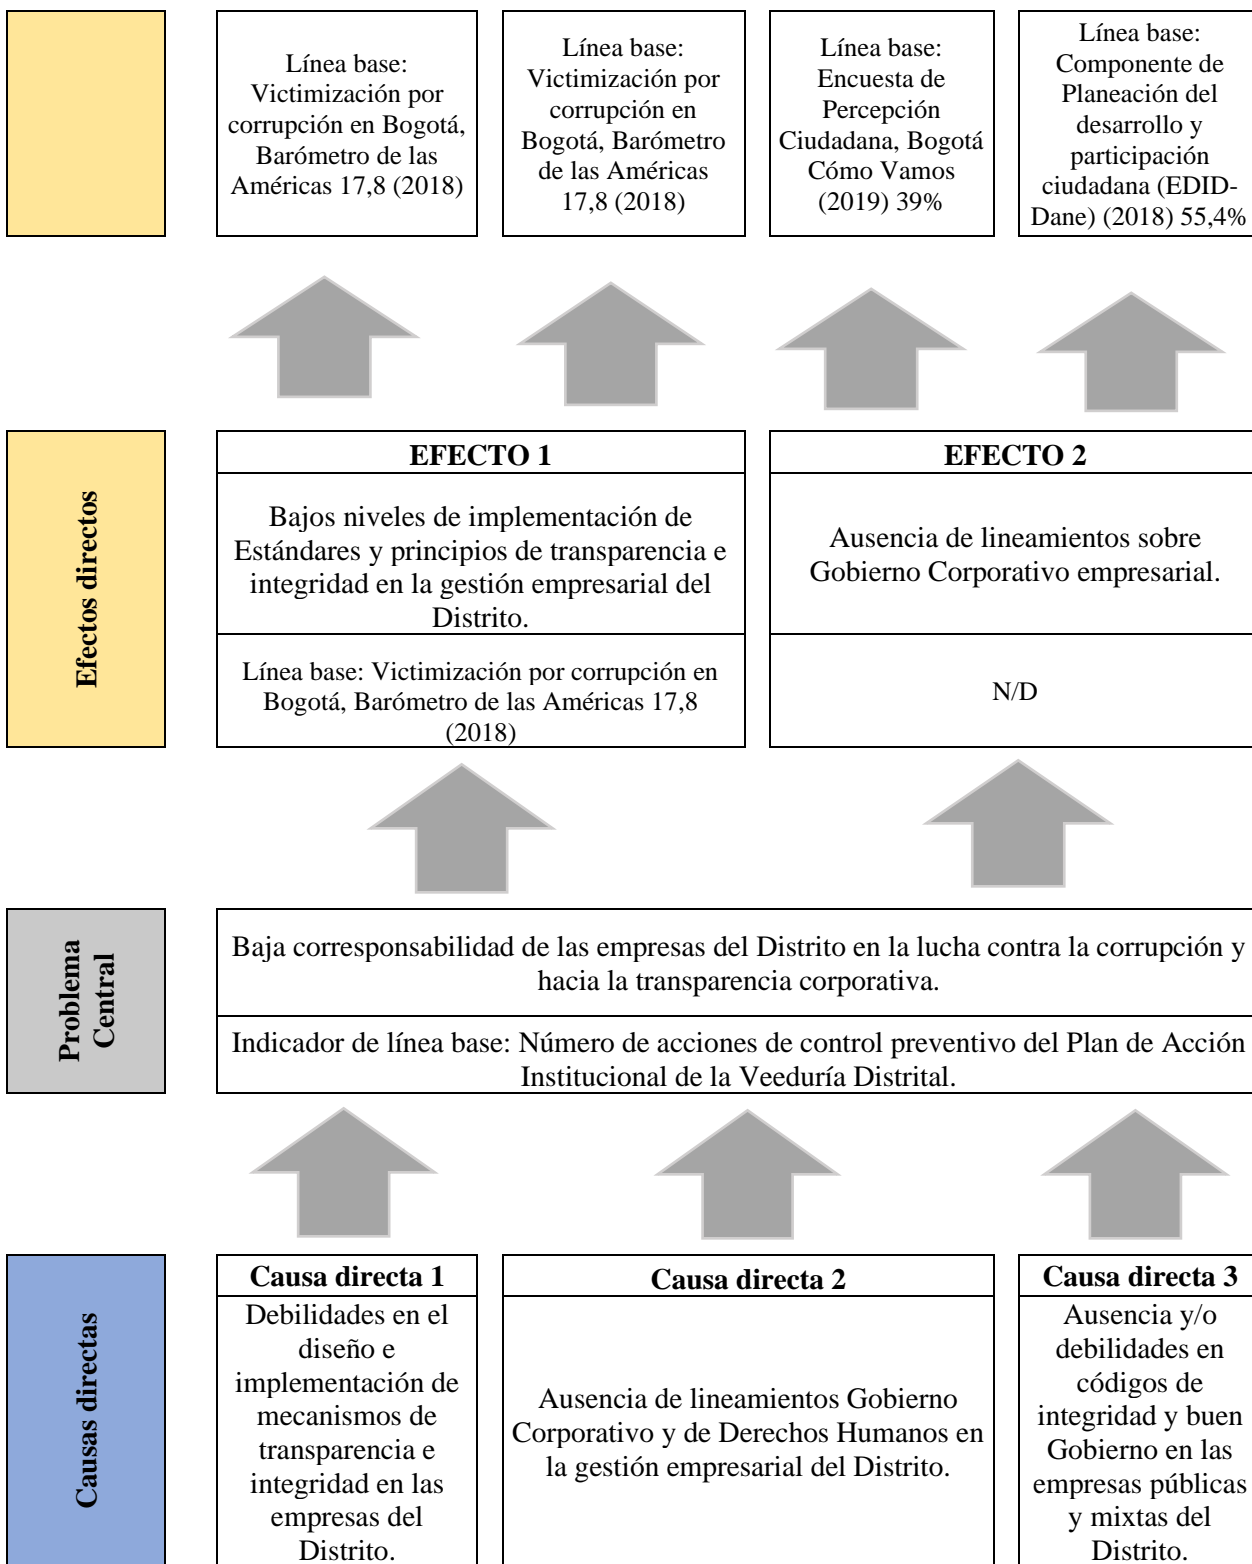 Línea base:
Victimización por
corrupción en Bogotá,
Barómetro de las
Américas 17,8 (2018)
Línea base:
Victimización por
corrupción en
Bogotá, Barómetro
de las Américas
17,8 (2018)
Línea base:
Encuesta de
Percepción
Ciudadana, Bogotá
Cómo Vamos
(2019) 39%
Línea base:
Componente de
Planeación del
desarrollo y
participación
ciudadana (EDID-
Dane) (2018) 55,4%
Efectos directos
EFECTO 1
Bajos niveles de implementación de
Estándares y principios de transparencia e
integridad en la gestión empresarial del
Distrito.
Línea base: Victimización por corrupción en
Bogotá, Barómetro de las Américas 17,8
(2018)
EFECTO 2
Ausencia de lineamientos sobre
Gobierno Corporativo empresarial.
N/D
Problema
Central
Baja corresponsabilidad de las empresas del Distrito en la lucha contra la corrupción y
hacia la transparencia corporativa.
Indicador de línea base: Número de acciones de control preventivo del Plan de Acción
Institucional de la Veeduría Distrital.
Causas directas
Causa directa 1
Debilidades en el
diseño e
implementación de
mecanismos de
transparencia e
integridad en las
empresas del
Distrito.
Causa directa 2
Ausencia de lineamientos Gobierno
Corporativo y de Derechos Humanos en
la gestión empresarial del Distrito.
Causa directa 3
Ausencia y/o
debilidades en
códigos de
integridad y buen
Gobierno en las
empresas públicas
y mixtas del
Distrito.